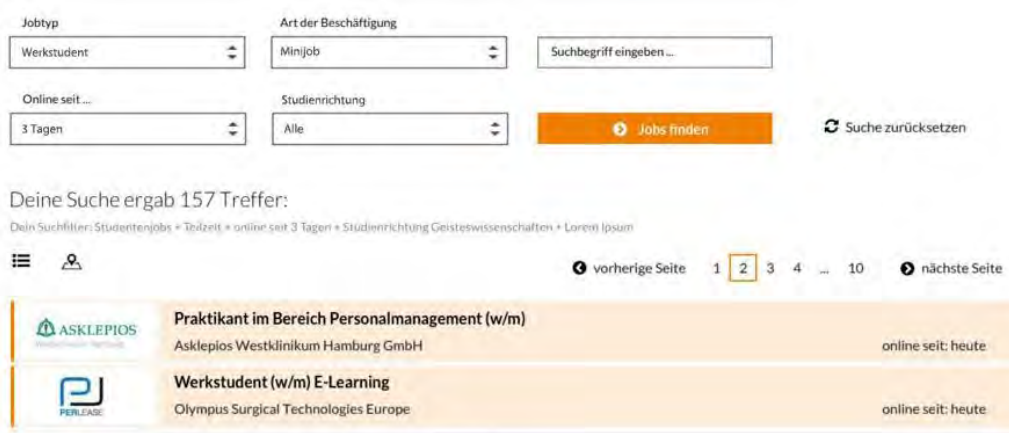 Jobtyp
Art der Beschäftigung
Werkstudent
Minijob
Suchbegriff eingeben ...
Online seit ...
Studienrichtung
3 Tagen
Alle
Jobs finden
Suche zurücksetzen
Deine Suche ergab 157 Treffer:
Dein Suchfilter: Studentenjobs + Teilzeit + online seit 3 Tagen + Studienrichtung Geisteswissenschaften + Lorem Ipsum
vorherige Seite 1 2 3 4 ... 10 nächste Seite
ASKLEPIOS
Praktikant im Bereich Personalmanagement (w/m)
Asklepios Westklinikum Hamburg GmbH
online seit: heute
PERLEASE
Werkstudent (w/m) E-Learning
Olympus Surgical Technologies Europe
online seit: heute